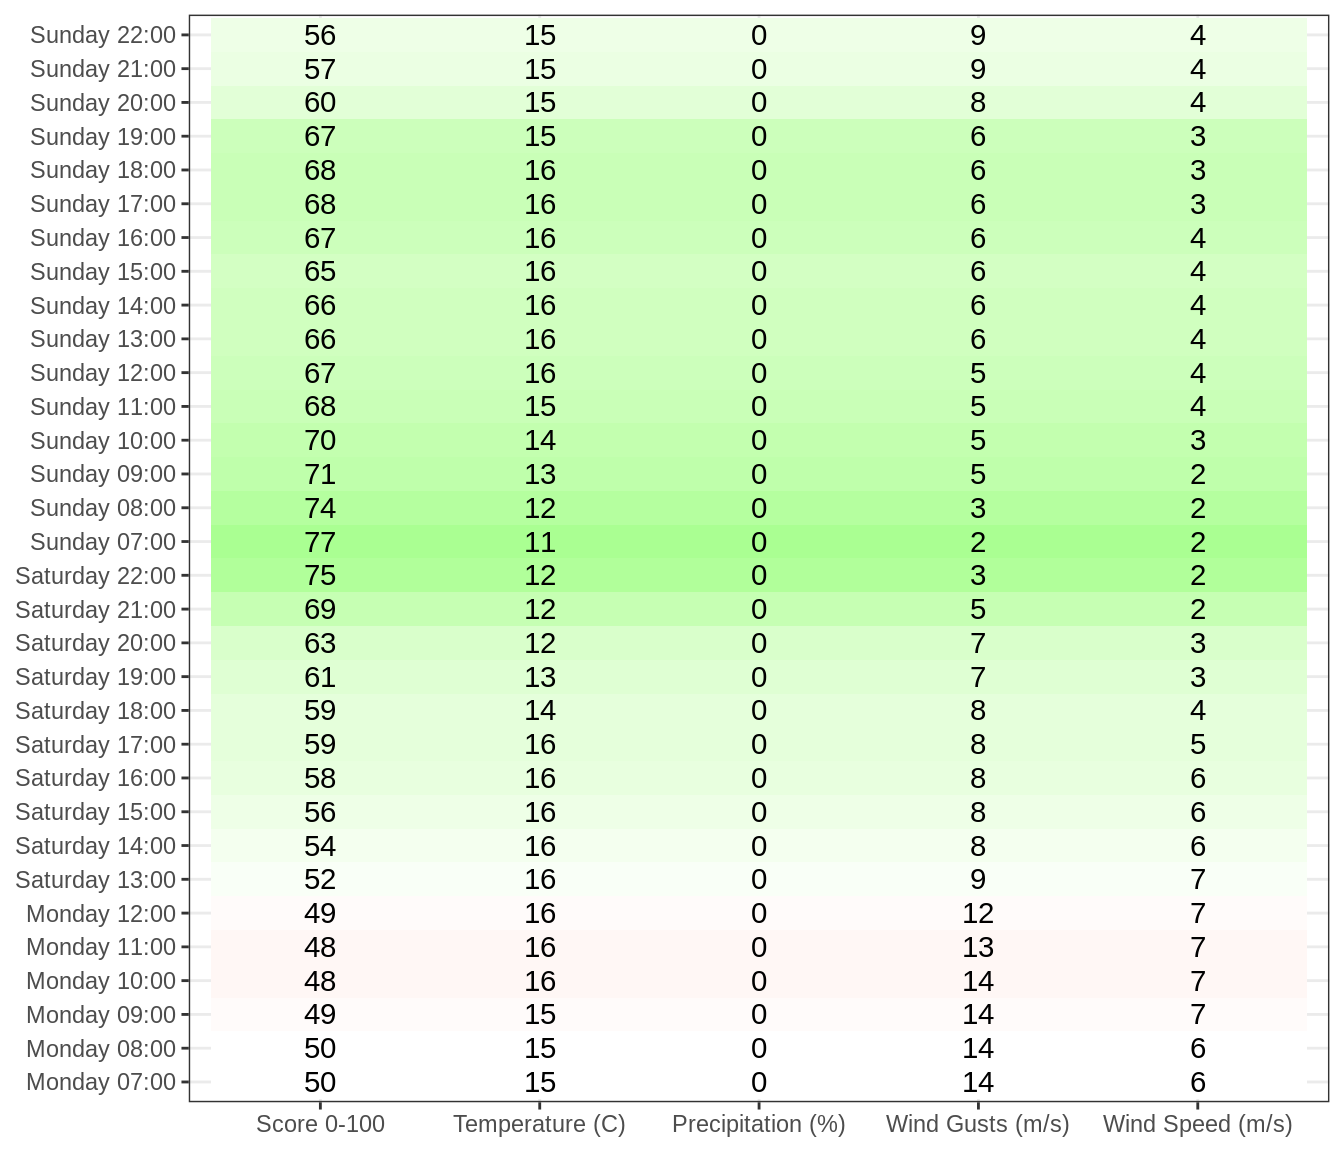 Sunday 22:00 56 15 0 9 4
Sunday 21:00 57 15 0 9 4
Sunday 20:00 60 15 0 8 4
Sunday 19:00 67 15 0 6 3
Sunday 18:00 68 16 0 6 3
Sunday 17:00 68 16 0 6 3
Sunday 16:00 67 16 0 6 4
Sunday 15:00 65 16 0 6 4
Sunday 14:00 66 16 0 6 4
Sunday 13:00 66 16 0 6 4
Sunday 12:00 67 16 0 5 4
Sunday 11:00 68 15 0 5 4
Sunday 10:00 70 14 0 5 3
Sunday 09:00 71 13 0 5 2
Sunday 08:00 74 12 0 3 2
Sunday 07:00 77 11 0 2 2
Saturday 22:00 75 12 0 3 2
Saturday 21:00 69 12 0 5 2
Saturday 20:00 63 12 0 7 3
Saturday 19:00 61 13 0 7 3
Saturday 18:00 59 14 0 8 4
Saturday 17:00 59 16 0 8 5
Saturday 16:00 58 16 0 8 6
Saturday 15:00 56 16 0 8 6
Saturday 14:00 54 16 0 8 6
Saturday 13:00 52 16 0 9 7
Monday 12:00 49 16 0 12 7
Monday 11:00 48 16 0 13 7
Monday 10:00 48 16 0 14 7
Monday 09:00 49 15 0 14 7
Monday 08:00 50 15 0 14 6
Monday 07:00 50 15 0 14 6
Score 0-100 Temperature (C) Precipitation (%) Wind Gusts (m/s) Wind Speed (m/s)